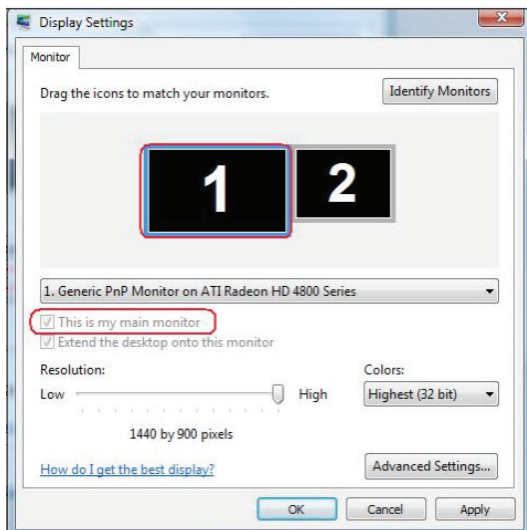 Display Settings
Monitor
Drag the icons to match your monitors.
Identify Monitors
1
2
1. Generic PnP Monitor on ATI Radeon HD 4800 Series
This is my main monitor
Extend the desktop onto this monitor
Resolution:
Colors:
Low
High
Highest (32 bit)
1440 by 900 pixels
How do I get the best display?
Advanced Settings...
OK
Cancel
Apply